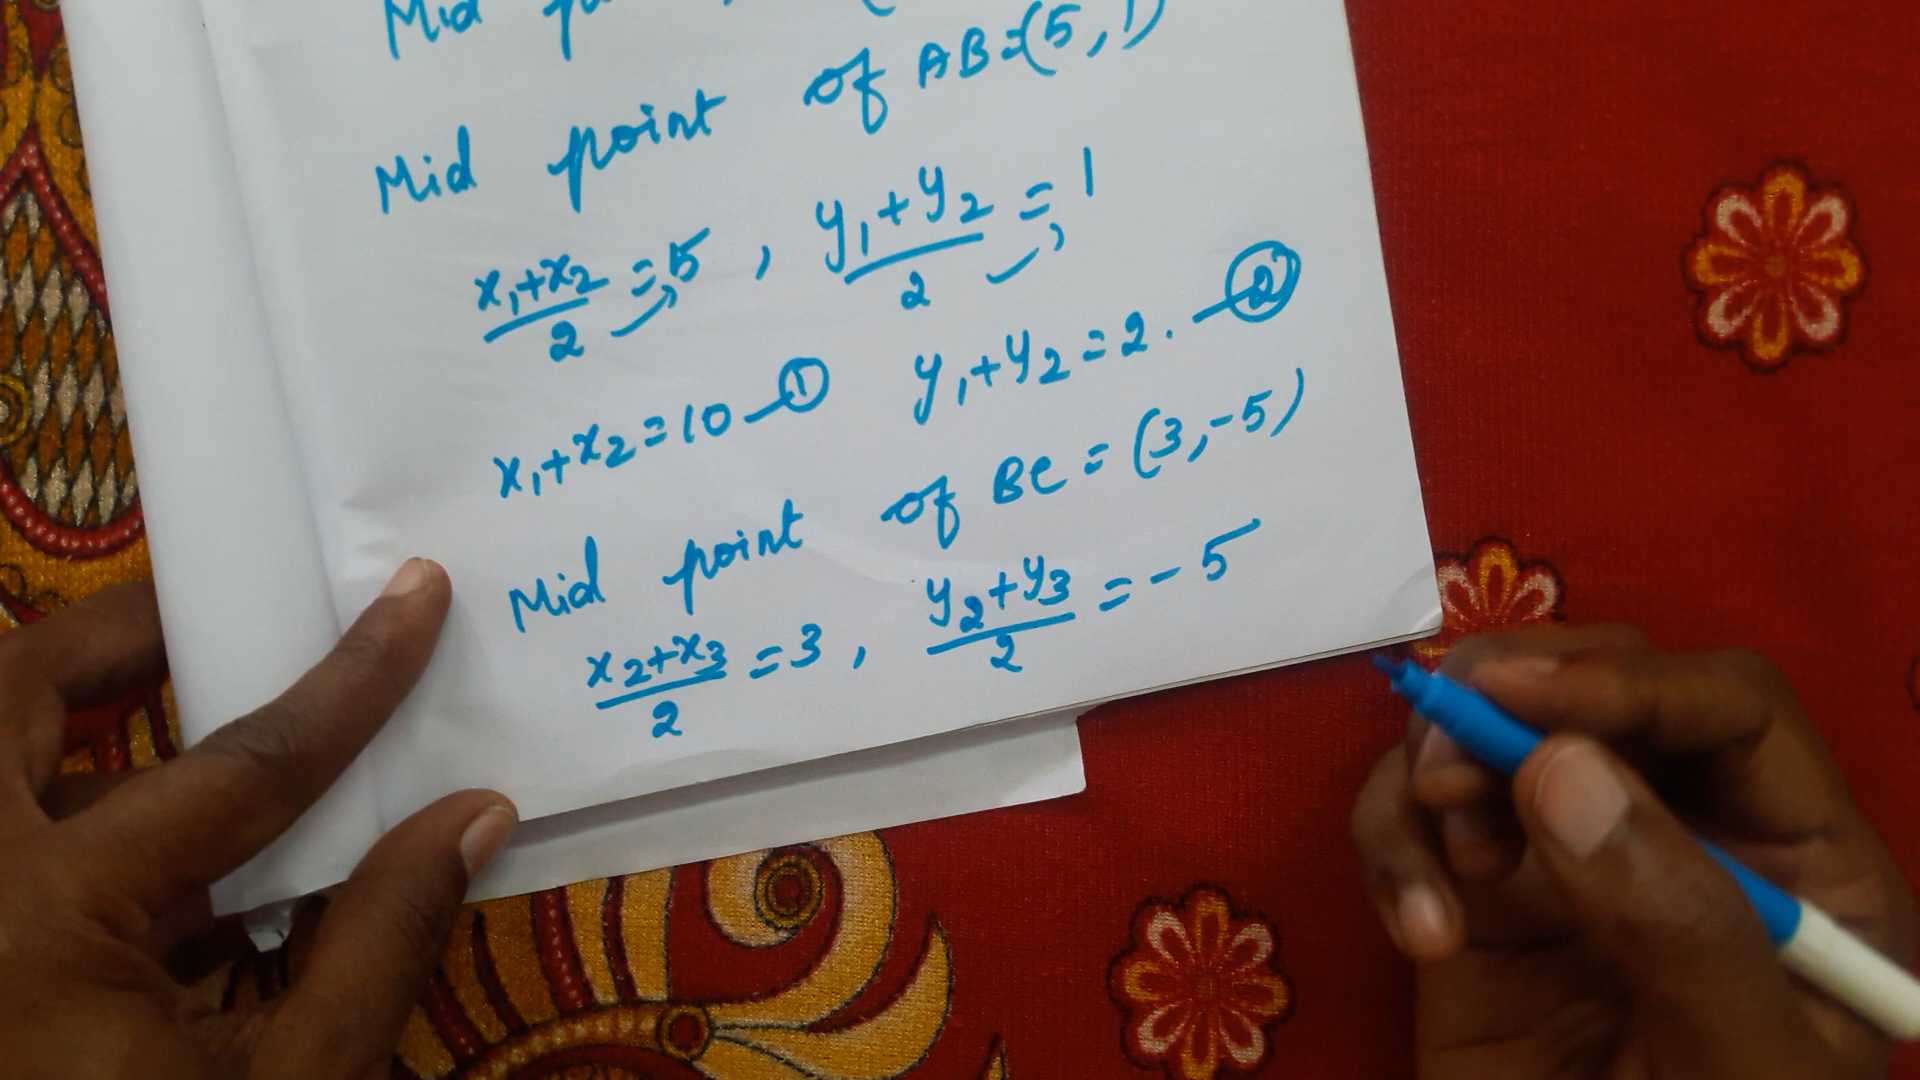 Mid
Mid point of AB=(5,1)
x₁+x₂/2 = 5, y₁+y₂/2 = 1
x₁+x₂=10 —① y₁+y₂=2. —②
Mid point of BC = (3,-5)
x₂+x₃/2 = 3, y₂+y₃/2 = -5